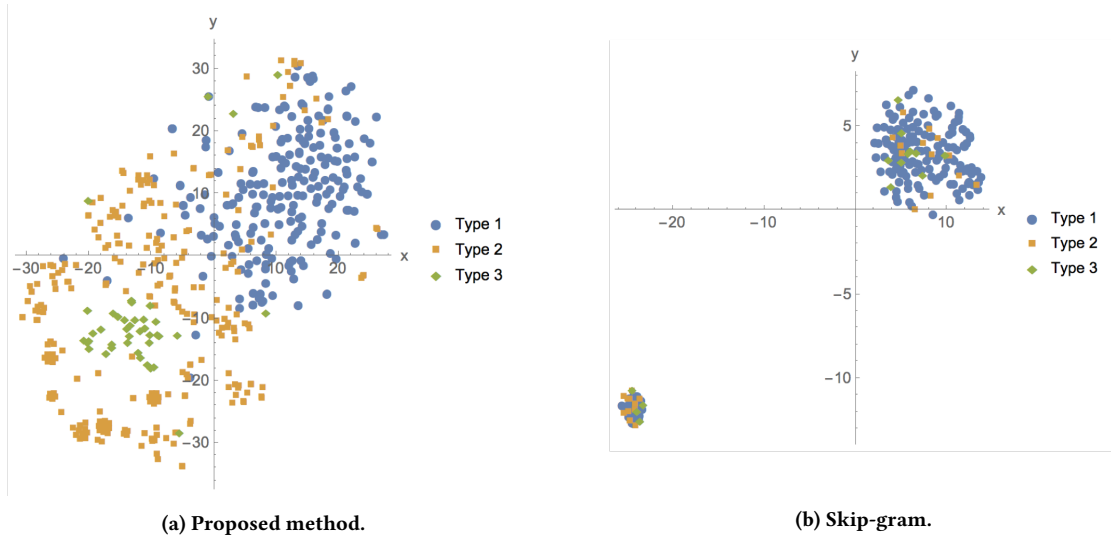 y
30
20
10
x
-30
-20
-10
10
20
-10
-20
-30
Type 1
Type 2
Type 3
(a) Proposed method.
y
5
x
-20
-10
10
-5
-10
Type 1
Type 2
Type 3
(b) Skip-gram.